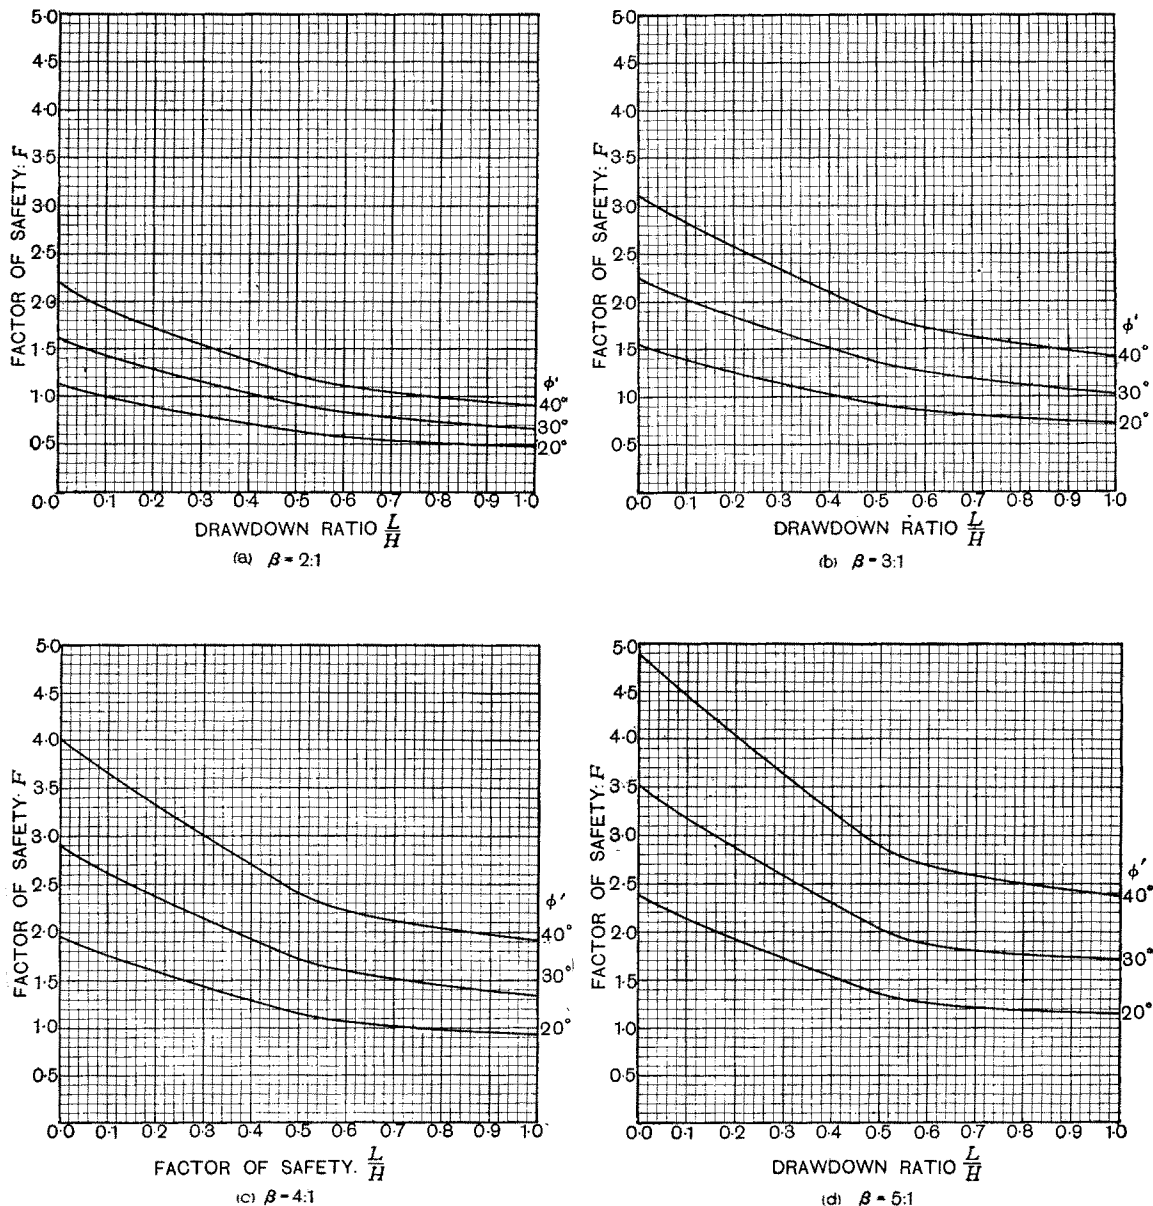 5·0
4·5
4·0
3·5
3·0
2·5
2·0
1·5
1·0
0·5
FACTOR OF SAFETY: F
φ'
40°
30°
20°
0·0 0·1 0·2 0·3 0·4 0·5 0·6 0·7 0·8 0·9 1·0
DRAWDOWN RATIO L/H
(a) β = 2:1
5·0
4·5
4·0
3·5
3·0
2·5
2·0
1·5
1·0
0·5
FACTOR OF SAFETY: F
φ'
40°
30°
20°
0·0 0·1 0·2 0·3 0·4 0·5 0·6 0·7 0·8 0·9 1·0
DRAWDOWN RATIO L/H
(b) β = 3:1
5·0
4·5
4·0
3·5
3·0
2·5
2·0
1·5
1·0
0·5
FACTOR OF SAFETY. F
φ'
40°
30°
20°
0·0 0·1 0·2 0·3 0·4 0·5 0·6 0·7 0·8 0·9 1·0
FACTOR OF SAFETY. L/H
(c) β = 4:1
5·0
4·5
4·0
3·5
3·0
2·5
2·0
1·5
1·0
0·5
FACTOR OF SAFETY: F
φ'
40°
30°
20°
0·0 0·1 0·2 0·3 0·4 0·5 0·6 0·7 0·8 0·9 1·0
DRAWDOWN RATIO L/H
(d) β = 5:1